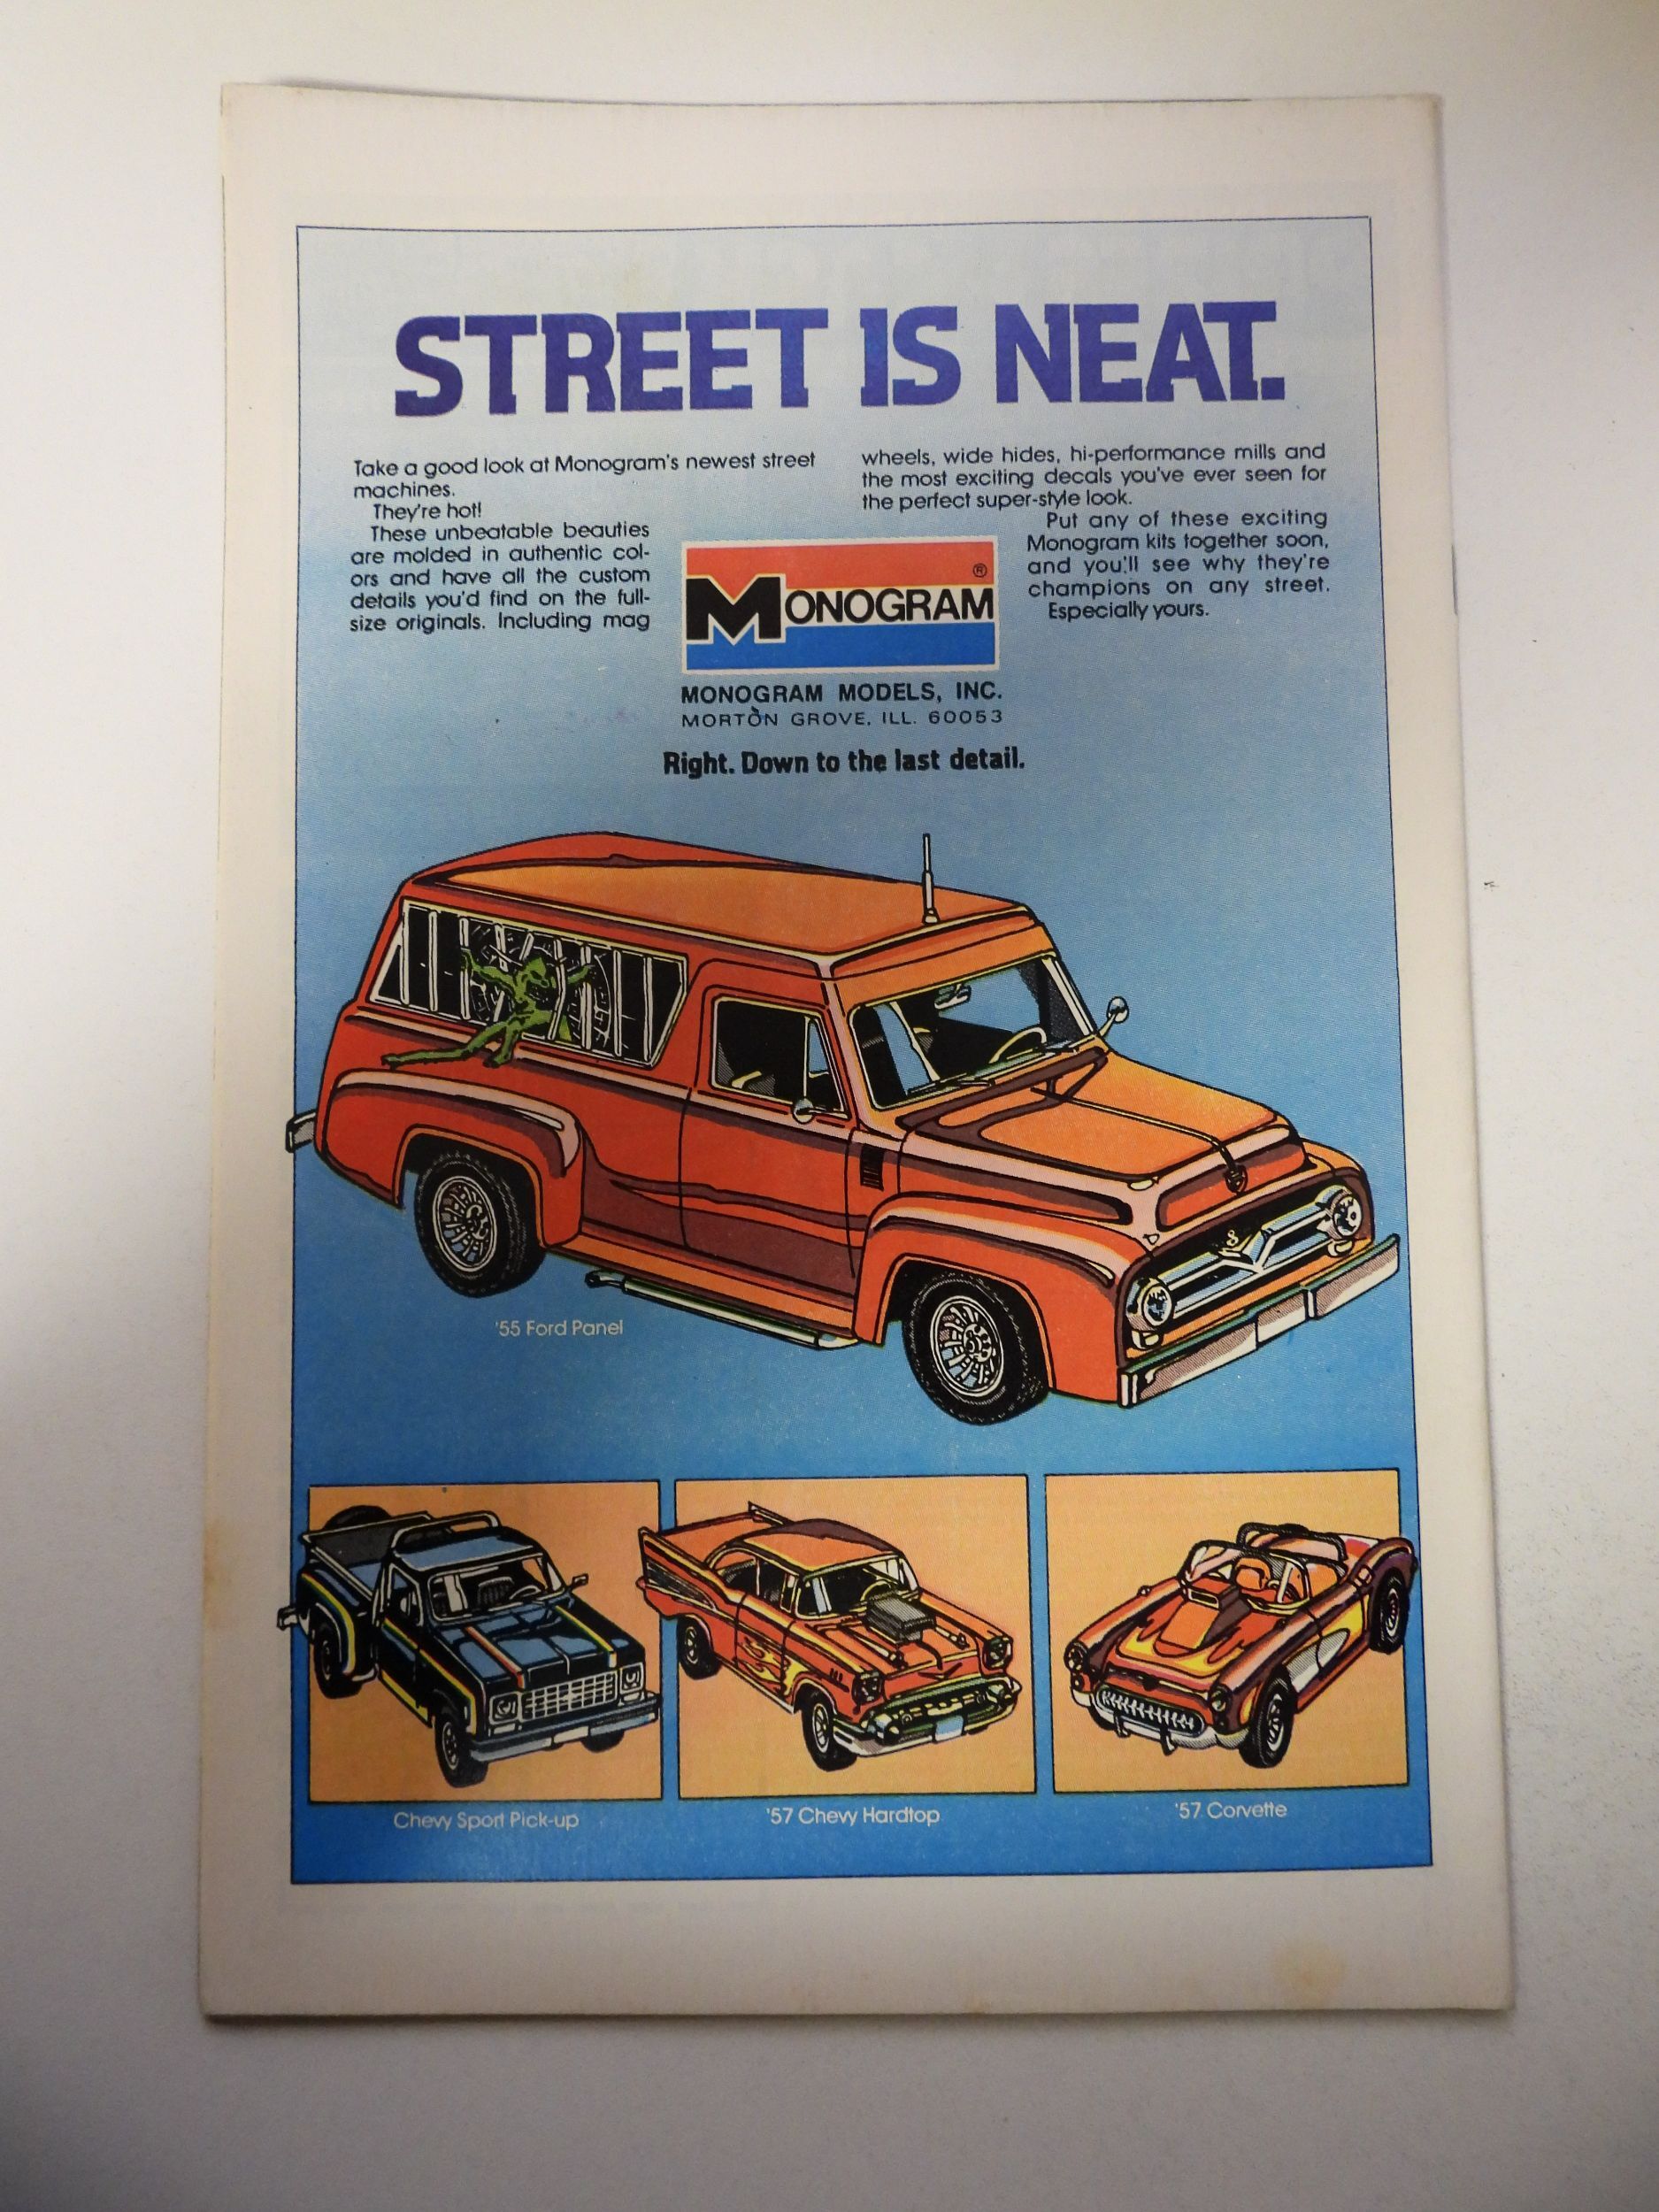 STREET IS NEAT.
Take a good look at Monogram's newest street
machines.
They're hot!
These unbeatable beauties
are molded in authentic col-
ors and have all the custom
details you'd find on the full-
size originals. Including mag
wheels, wide hides, hi-performance mills and
the most exciting decals you've ever seen for
the perfect super-style look.
Put any of these exciting
Monogram kits together soon,
and you'll see why they're
champions on any street.
Especially yours.
MONOGRAM ®
MONOGRAM MODELS, INC.
MORTON GROVE, ILL. 60053
Right. Down to the last detail.
8
'55 Ford Panel
Chevy Sport Pick-up
'57 Chevy Hardtop
'57 Corvette